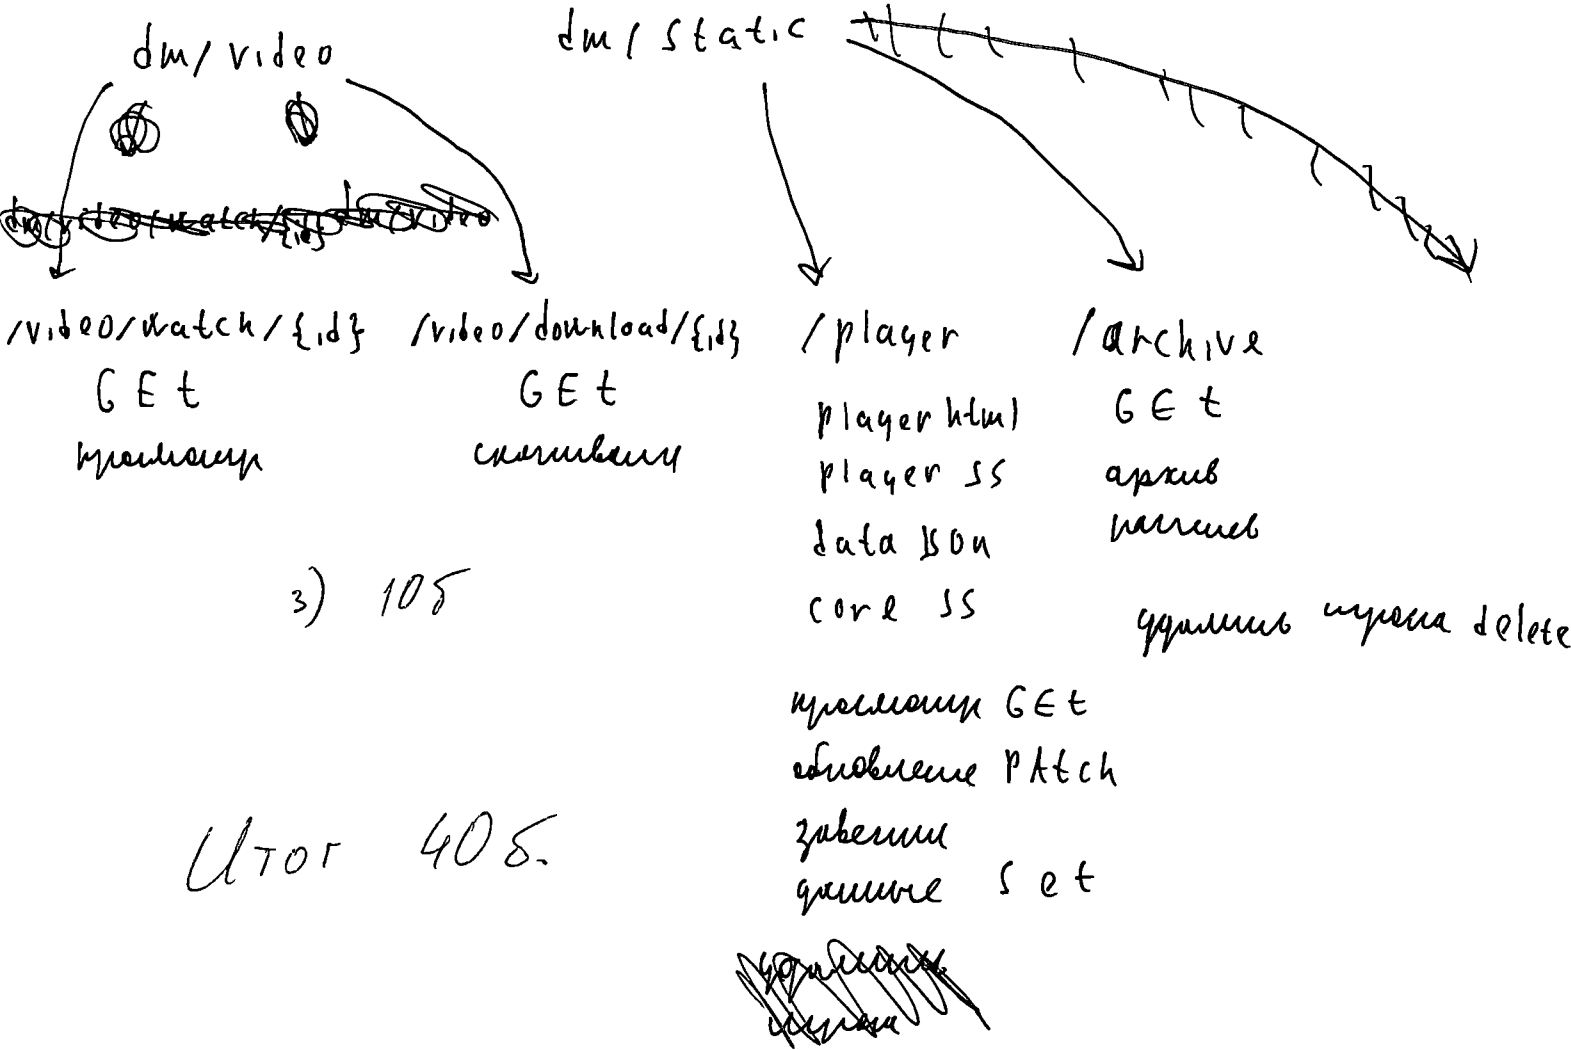 dm/video
dm/static
/video/watch/{id}
GEt
просмотр
/video/download/{id}
GEt
скачивания
/player
player html
player JS
data JSON
core JS
/archive
GEt
архив
удалить игрока delete
просмотр GEt
обновление PAtch
данные Set
3) 10б
Итог 40б.